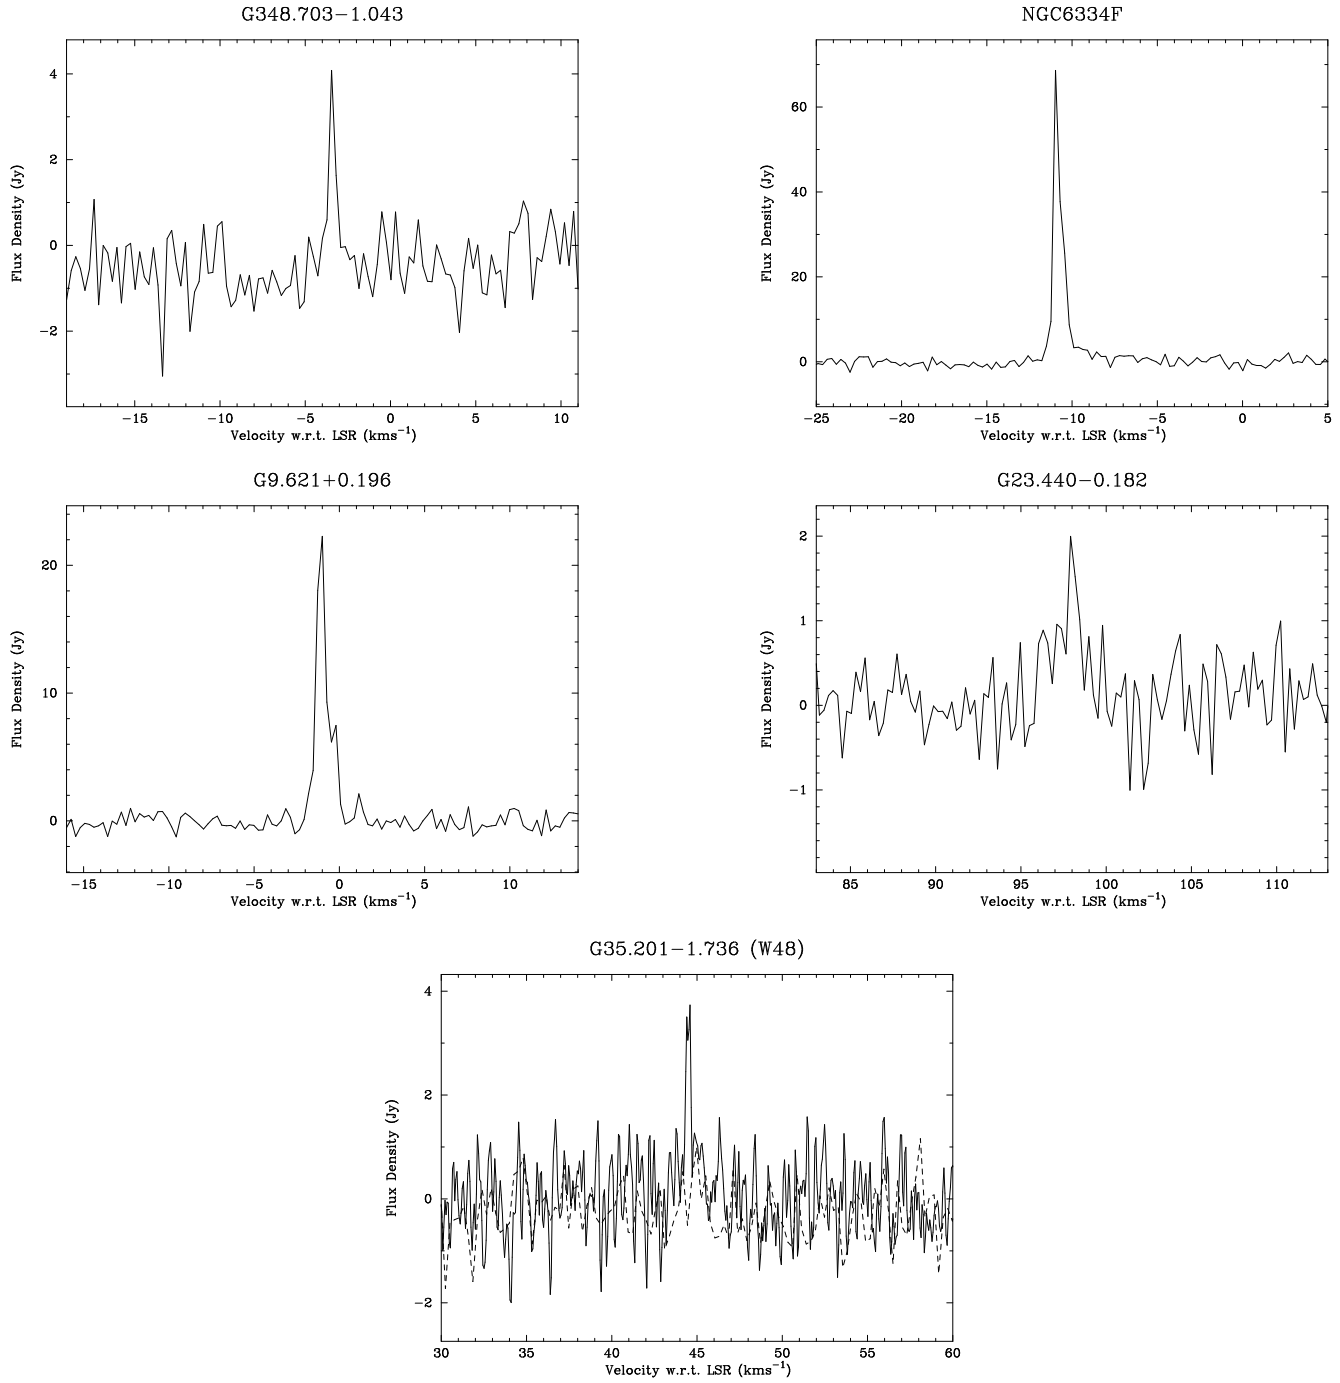 G348.703−1.043
4
2
0
−2
Flux Density (Jy)
−15 −10 −5 0 5 10
Velocity w.r.t. LSR (kms⁻¹)
NGC6334F
60
40
20
0
Flux Density (Jy)
−25 −20 −15 −10 −5 0 5
Velocity w.r.t. LSR (kms⁻¹)
G9.621+0.196
20
10
0
Flux Density (Jy)
−15 −10 −5 0 5 10
Velocity w.r.t. LSR (kms⁻¹)
G23.440−0.182
2
1
0
−1
Flux Density (Jy)
85 90 95 100 105 110
Velocity w.r.t. LSR (kms⁻¹)
G35.201−1.736 (W48)
4
2
0
−2
Flux Density (Jy)
30 35 40 45 50 55 60
Velocity w.r.t. LSR (kms⁻¹)